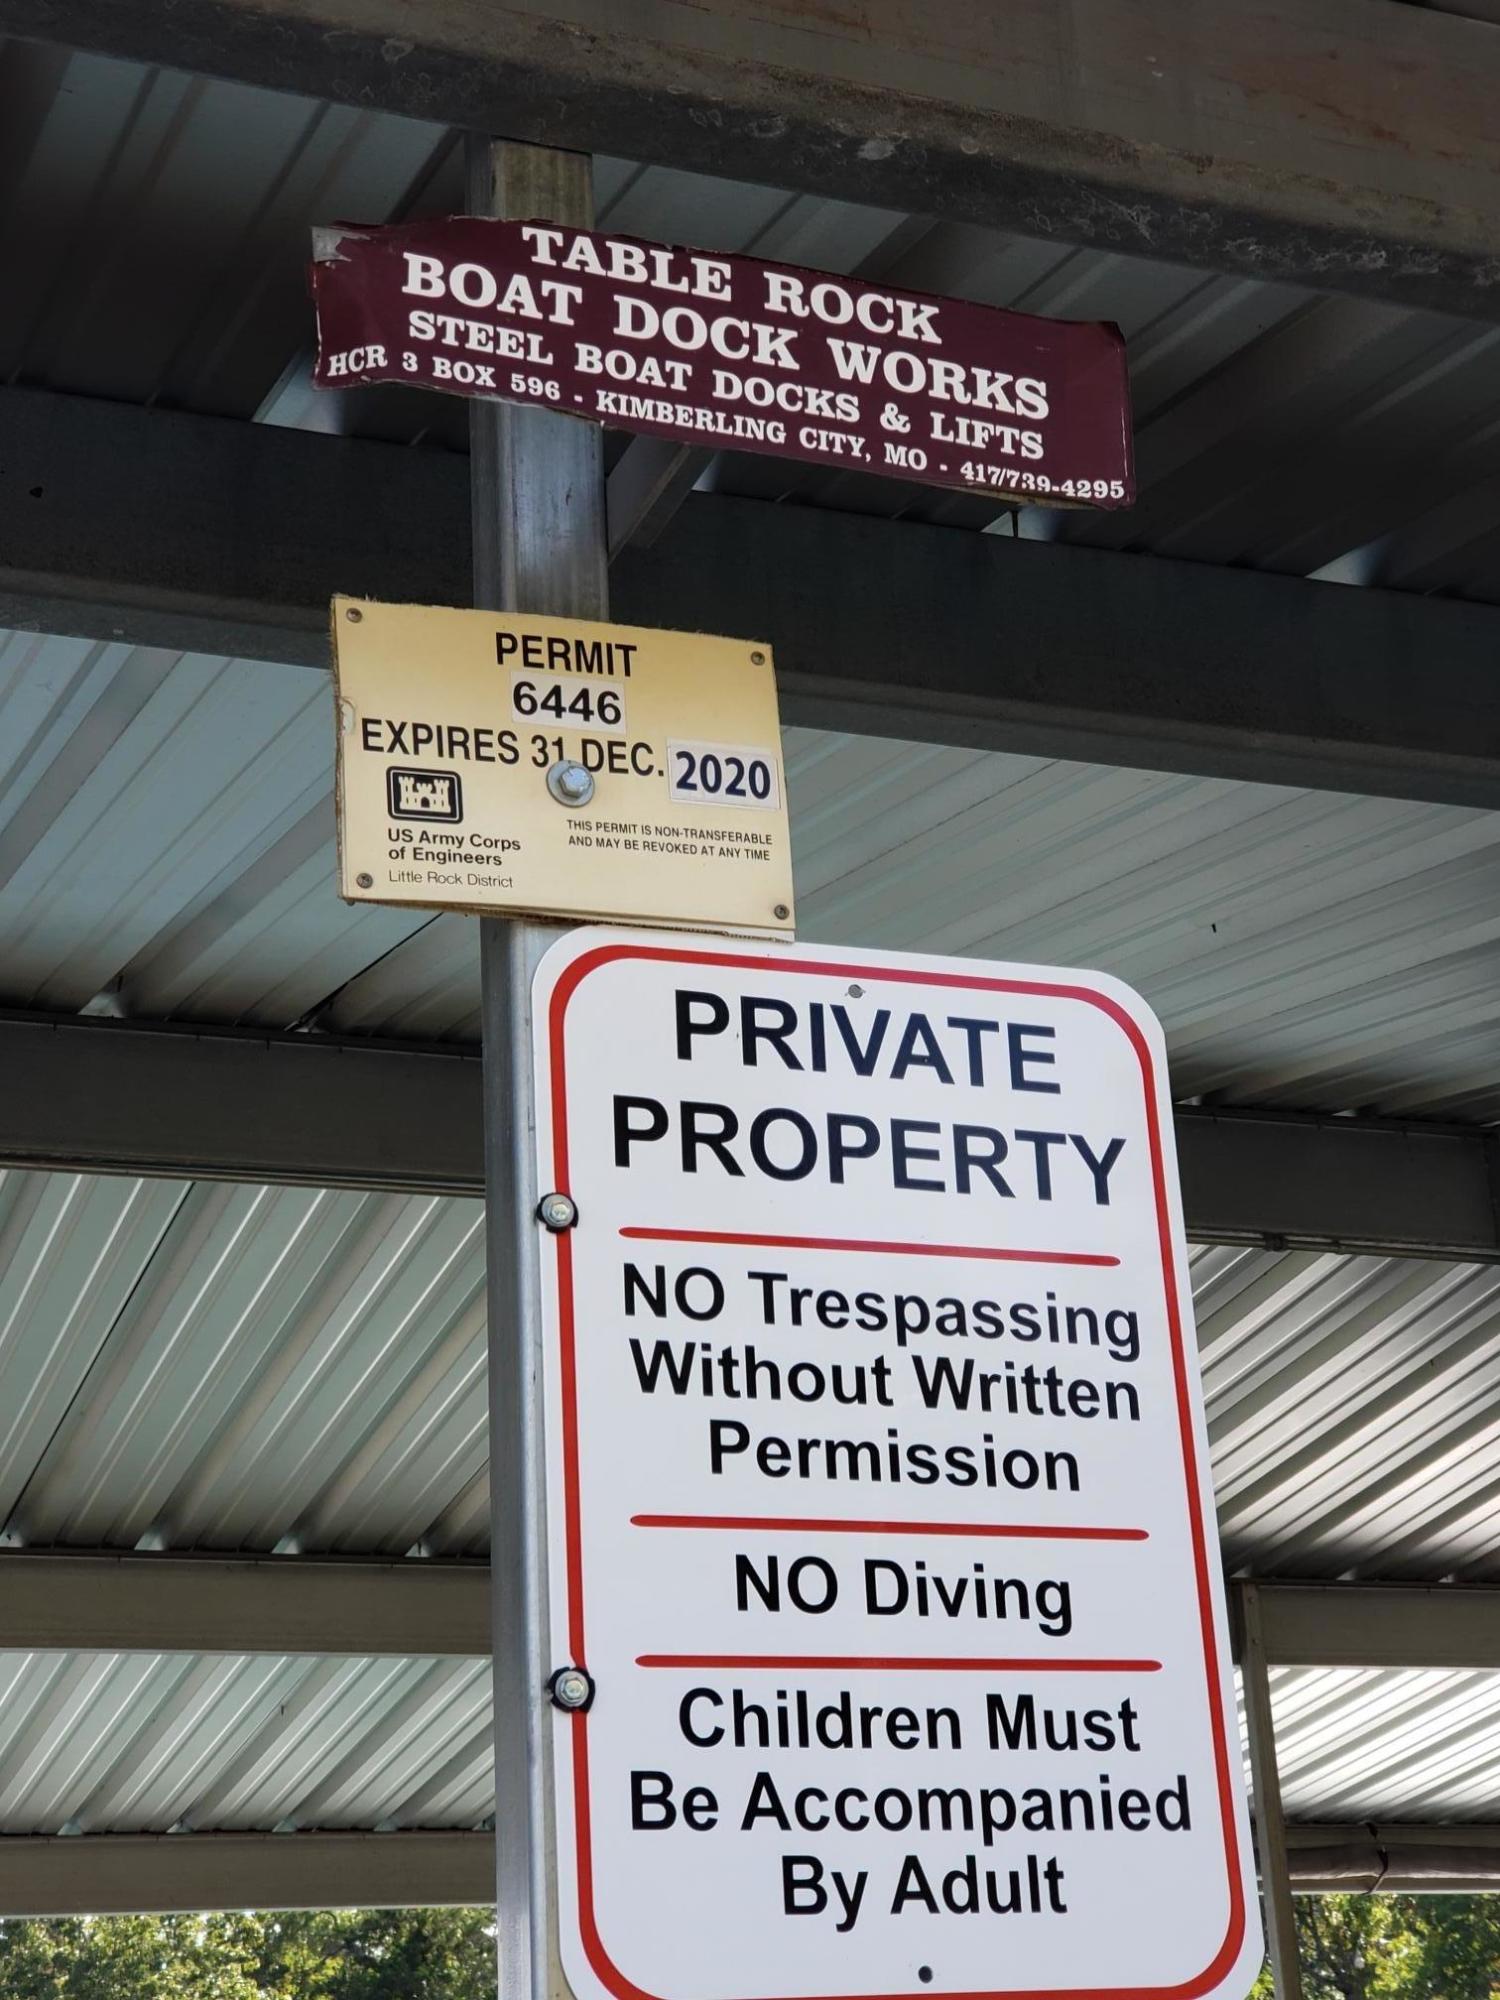 TABLE ROCK
BOAT DOCK WORKS
STEEL BOAT DOCKS & LIFTS
HCR 3 BOX 596 - KIMBERLING CITY, MO - 417/739-4295
PERMIT
6446
EXPIRES 31 DEC. 2020
US Army Corps
of Engineers
Little Rock District
THIS PERMIT IS NON-TRANSFERABLE
AND MAY BE REVOKED AT ANY TIME
PRIVATE
PROPERTY
NO Trespassing
Without Written
Permission
NO Diving
Children Must
Be Accompanied
By Adult